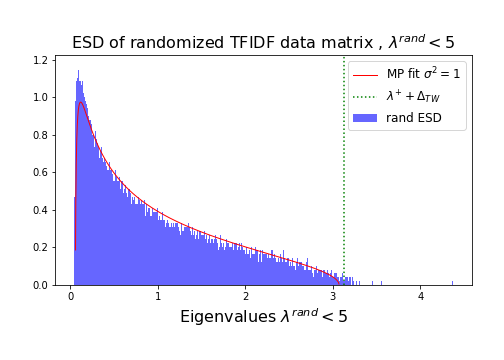 ESD of randomized TFIDF data matrix , λ^rand < 5
1.2
1.0
0.8
0.6
0.4
0.2
0.0
MP fit σ² = 1
λ⁺ + Δ_TW
rand ESD
0 1 2 3 4
Eigenvalues λ^rand < 5